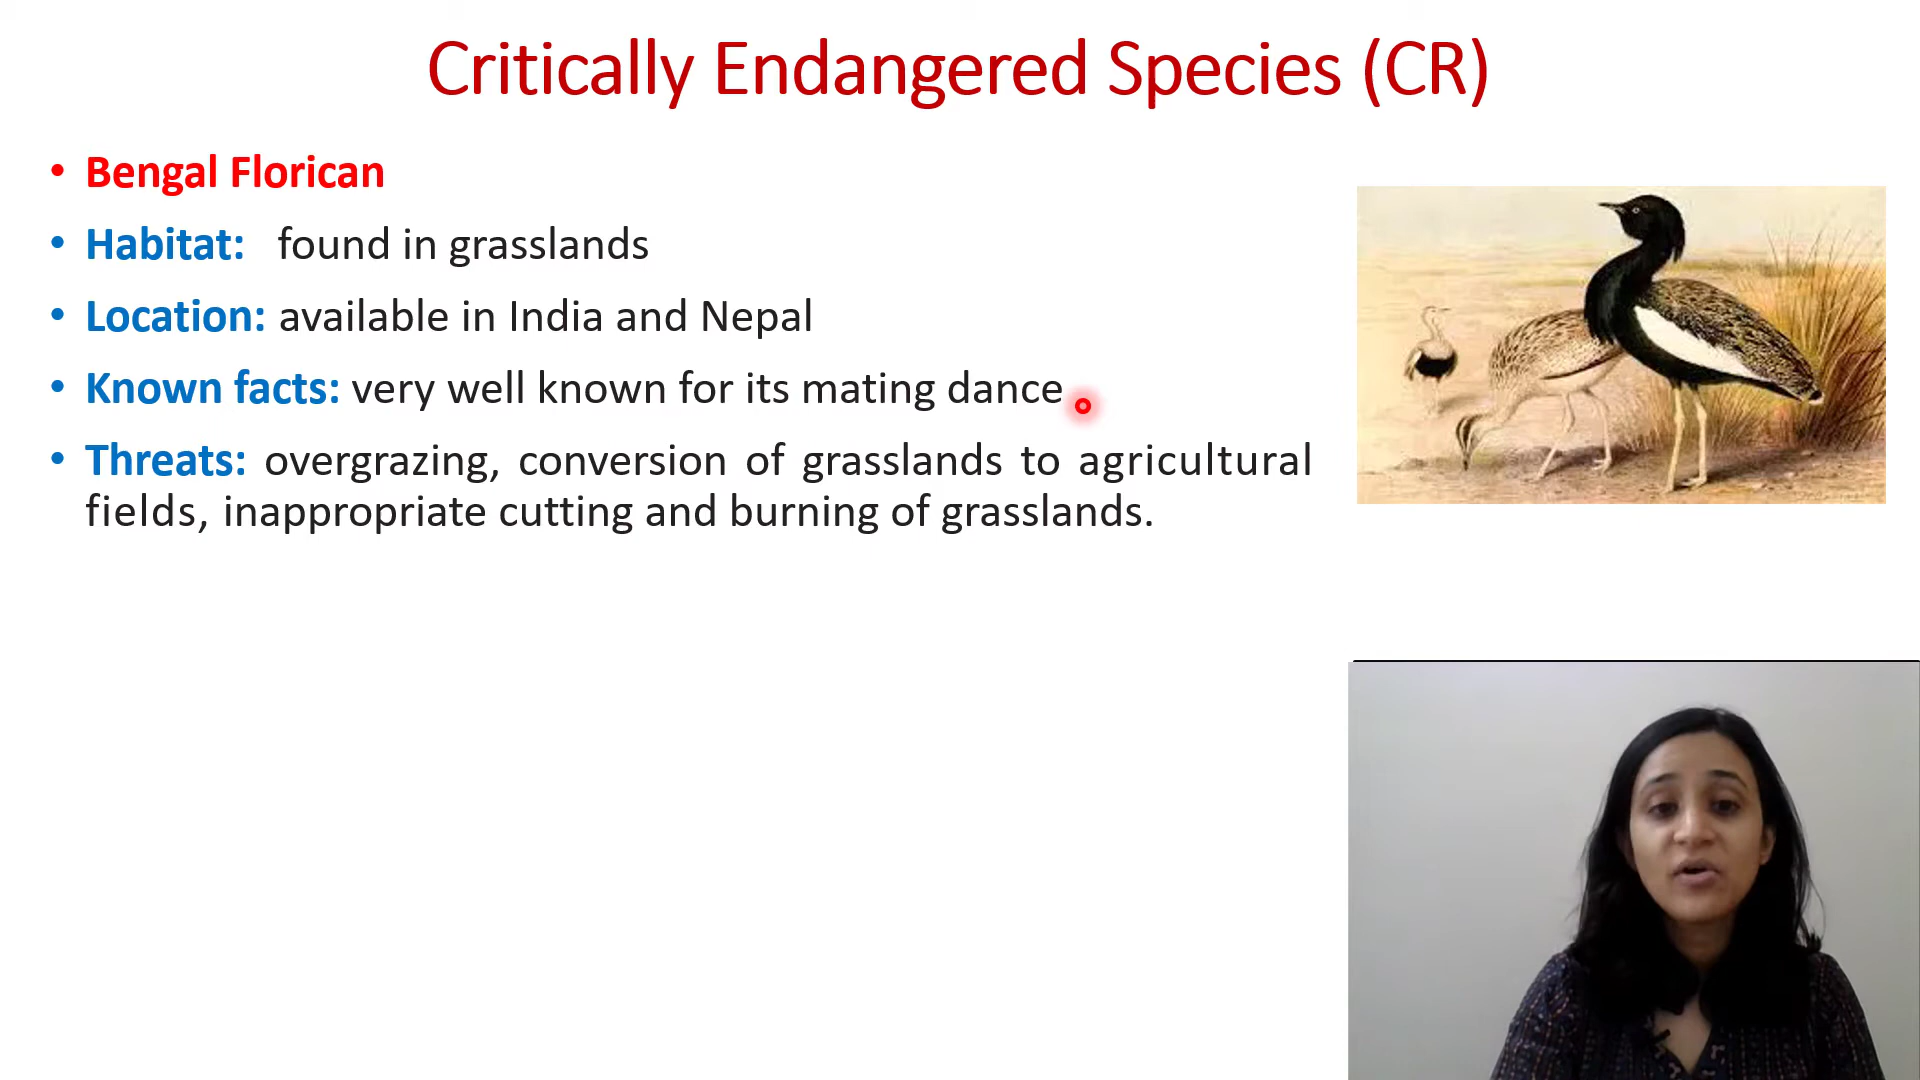 Critically Endangered Species (CR)
• Bengal Florican
• Habitat: found in grasslands
• Location: available in India and Nepal
• Known facts: very well known for its mating dance
• Threats: overgrazing, conversion of grasslands to agricultural
fields, inappropriate cutting and burning of grasslands.